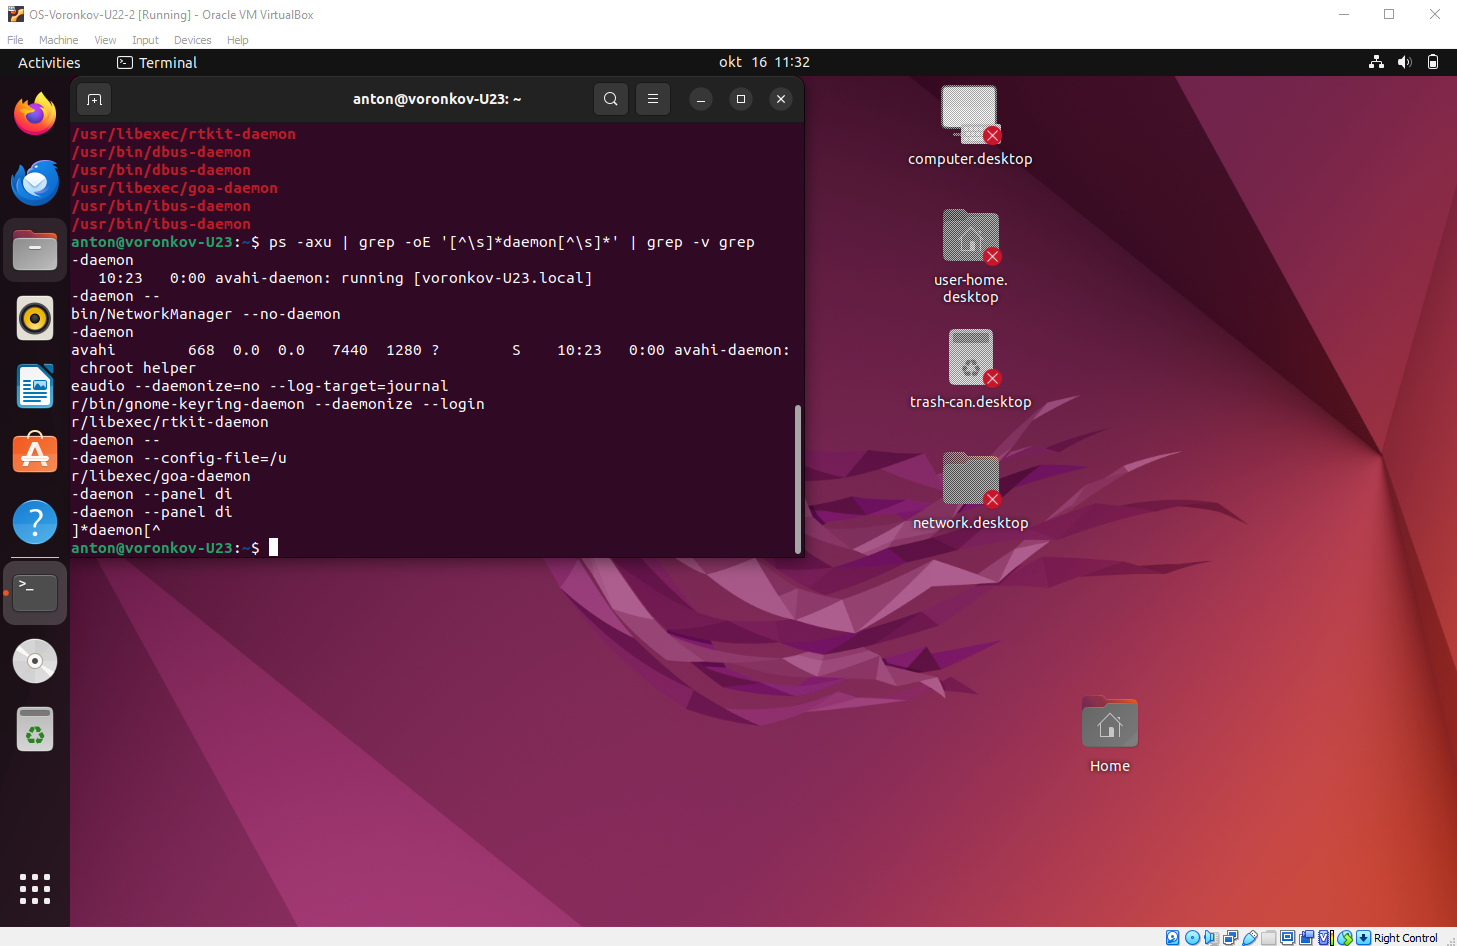 OS-Voronkov-U22-2 [Running] - Oracle VM VirtualBox
File Machine View Input Devices Help
Activities Terminal okt 16 11:32
anton@voronkov-U23: ~
/usr/libexec/rtkit-daemon
/usr/bin/dbus-daemon
/usr/bin/dbus-daemon
/usr/libexec/goa-daemon
/usr/bin/ibus-daemon
/usr/bin/ibus-daemon
anton@voronkov-U23:~$ ps -axu | grep -oE '[^\s]*daemon[^\s]*' | grep -v grep
-daemon
   10:23   0:00 avahi-daemon: running [voronkov-U23.local]
-daemon --
bin/NetworkManager --no-daemon
-daemon
avahi        668  0.0  0.0   7440  1280 ?        S    10:23   0:00 avahi-daemon:
 chroot helper
eaudio --daemonize=no --log-target=journal
r/bin/gnome-keyring-daemon --daemonize --login
r/libexec/rtkit-daemon
-daemon --
-daemon --config-file=/u
r/libexec/goa-daemon
-daemon --panel di
-daemon --panel di
]*daemon[^
anton@voronkov-U23:~$
computer.desktop
user-home.
desktop
trash-can.desktop
network.desktop
Home
Right Control